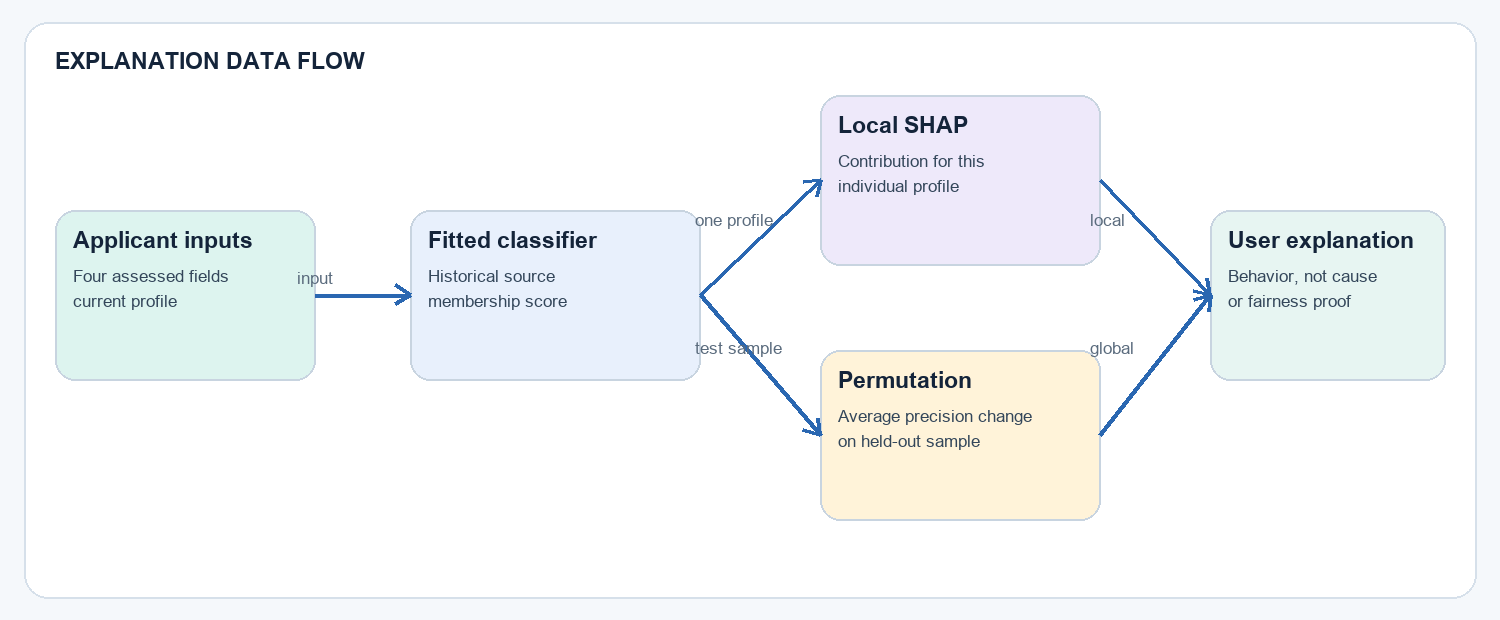 EXPLANATION DATA FLOW
Applicant inputs
Four assessed fields
current profile
input
Fitted classifier
Historical source
membership score
one profile
test sample
Local SHAP
Contribution for this
individual profile
Permutation
Average precision change
on held-out sample
local
global
User explanation
Behavior, not cause
or fairness proof